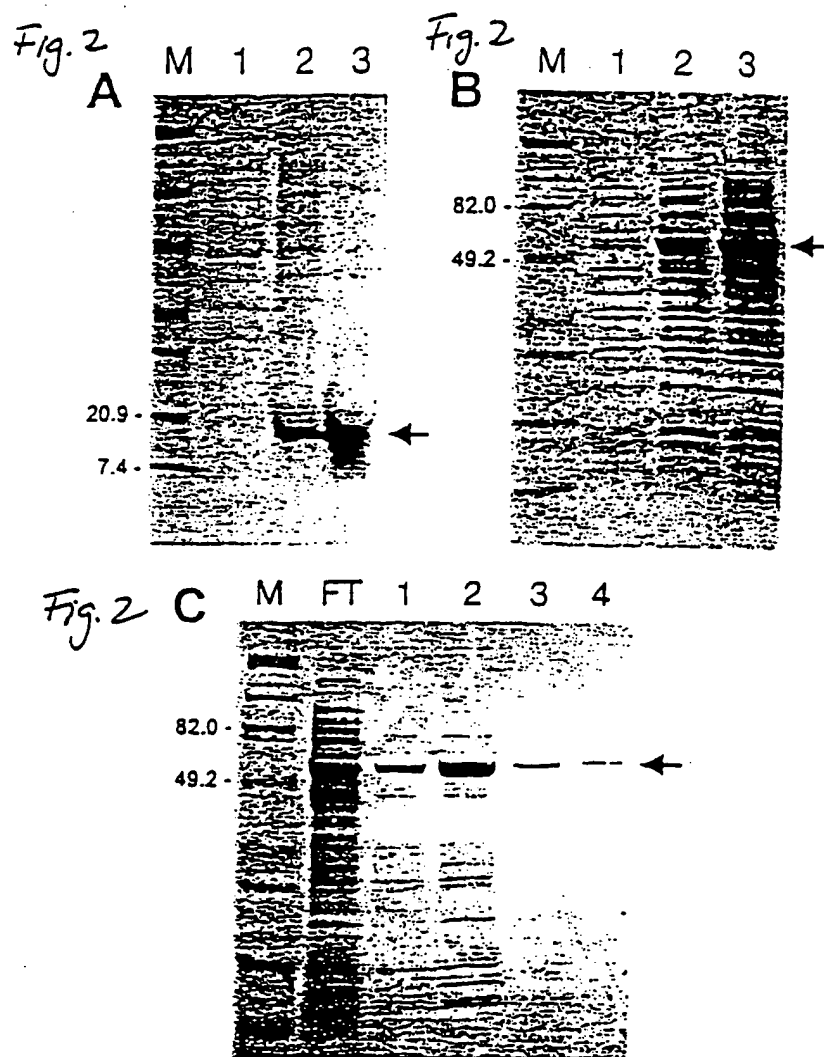 Fig. 2
A
M 1 2 3
20.9 -
7.4 -
Fig. 2
B
M 1 2 3
82.0 -
49.2 -
Fig. 2 C
M FT 1 2 3 4
82.0 -
49.2 -